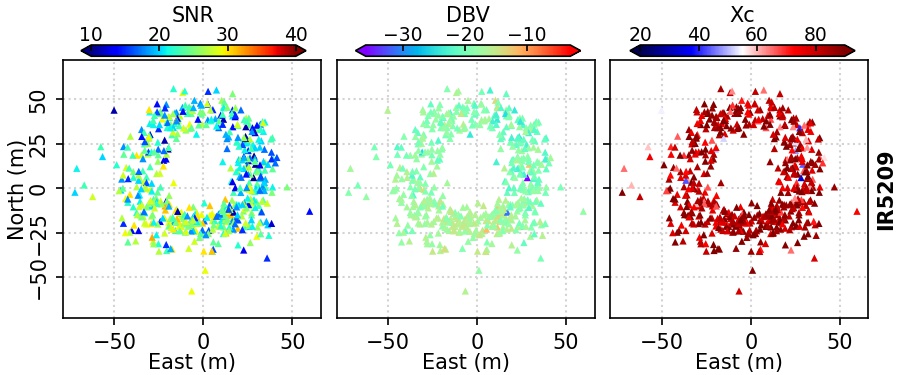 SNR DBV Xc
10 20 30 40 −30 −20 −10 20 40 60 80
50
25
0
−25
−50
North (m)
IR5209
−50 0 50 −50 0 50 −50 0 50
East (m) East (m) East (m)